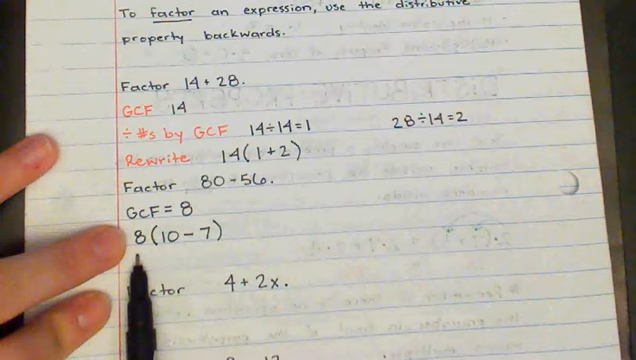 To factor an expression, use the distributive
property backwards.
Factor 14 + 28.
GCF 14
÷ #s by GCF 14÷14=1 28÷14=2
Rewrite 14(1+2)
Factor 80-56.
GCF = 8
8(10-7)
4 + 2x.